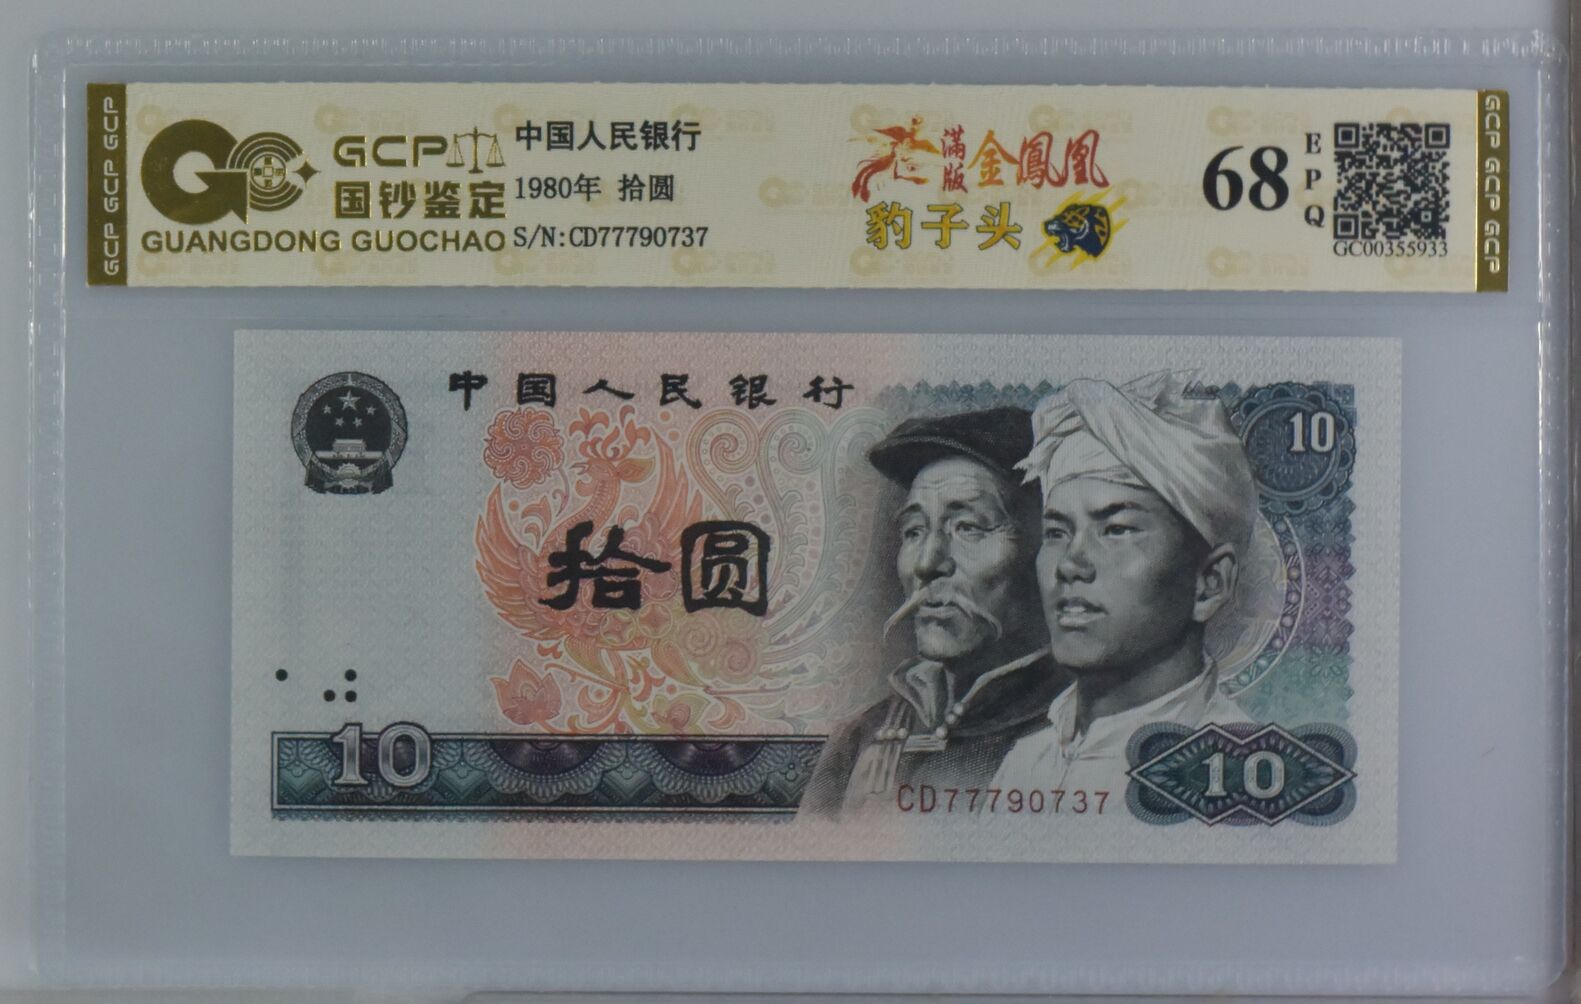 GCP GCP GCP
GCP
国钞鉴定
GUANGDONG GUOCHAO
中国人民银行
1980年 拾圆
S/N:CD77790737
满版 金鳳凰
豹子头
68
EPQ
GC00355933
GCP GCP GCP
中国人民银行
10
拾圆
10
CD77790737
10